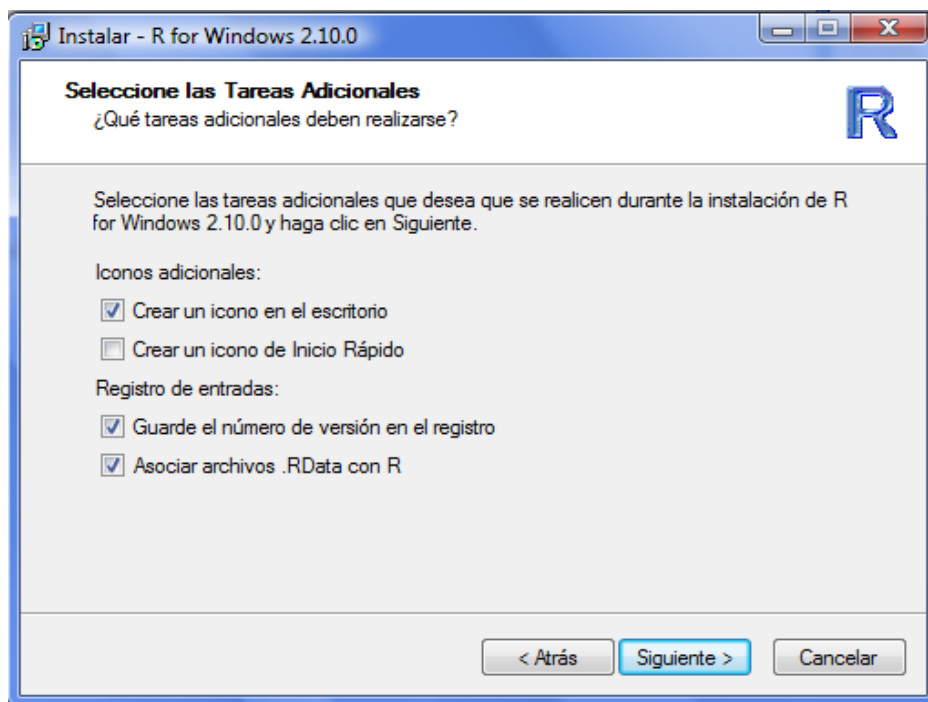 Instalar - R for Windows 2.10.0
Seleccione las Tareas Adicionales
¿Qué tareas adicionales deben realizarse?
R
Seleccione las tareas adicionales que desea que se realicen durante la instalación de R
for Windows 2.10.0 y haga clic en Siguiente.
Iconos adicionales:
Crear un icono en el escritorio
Crear un icono de Inicio Rápido
Registro de entradas:
Guarde el número de versión en el registro
Asociar archivos .RData con R
< Atrás
Siguiente >
Cancelar